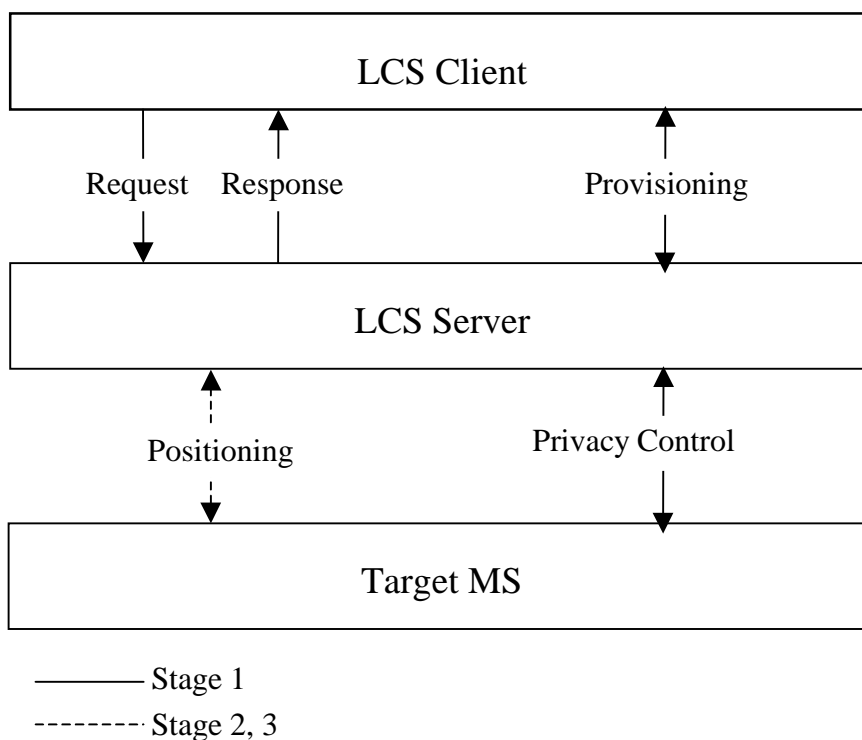 LCS Client
Request Response Provisioning
LCS Server
Positioning Privacy Control
Target MS
Stage 1
Stage 2, 3